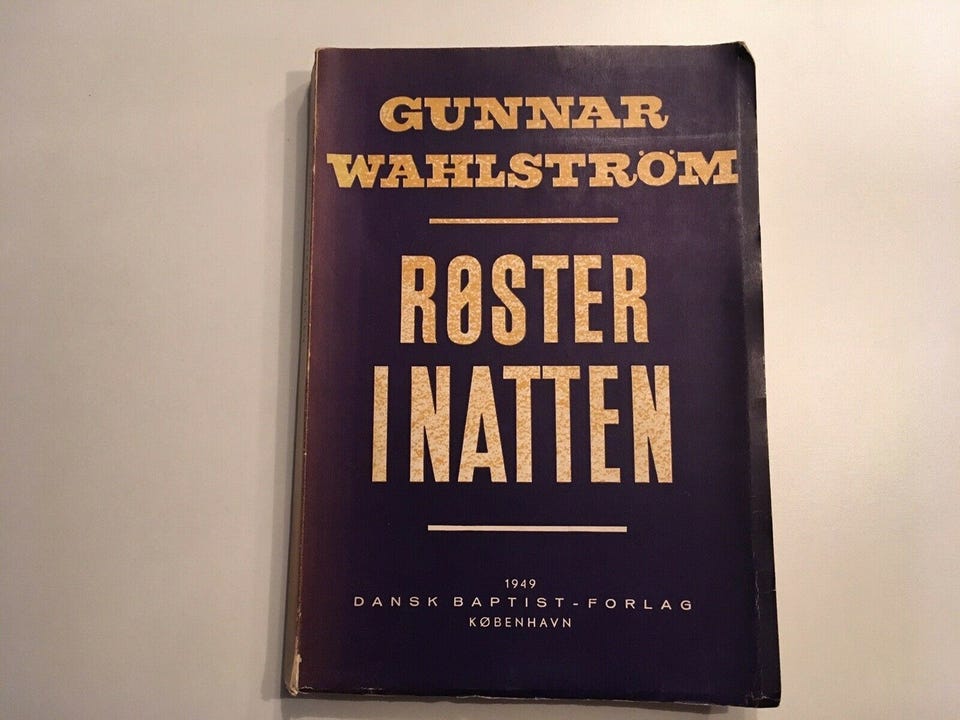 GUNNAR
WAHLSTRÖM
RØSTER
I NATTEN
1949
DANSK BAPTIST-FORLAG
KØBENHAVN